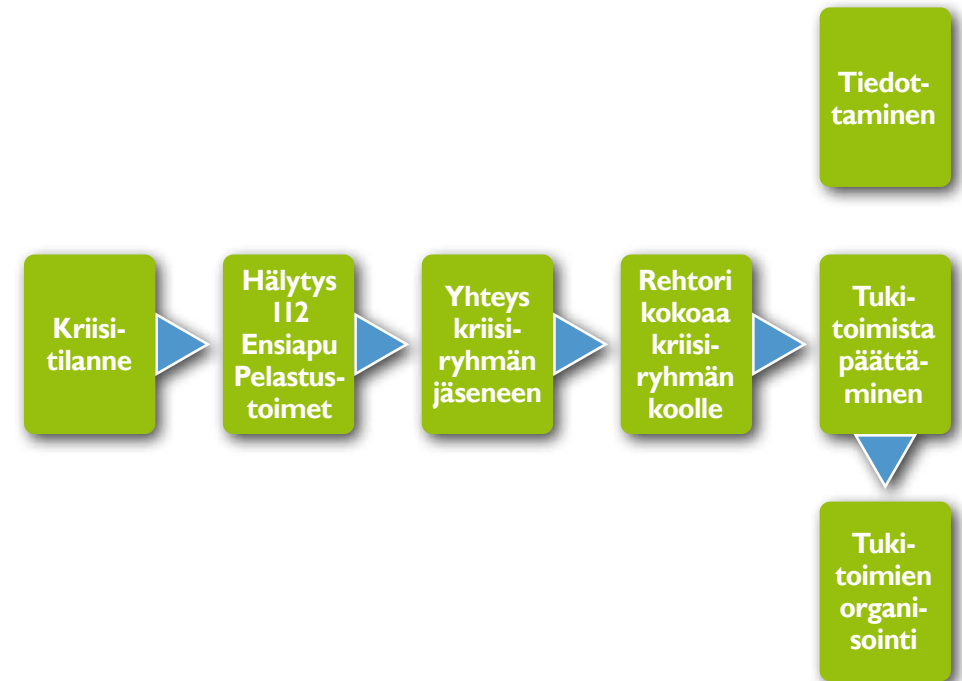 Tiedot-
taminen
Kriisi-
tilanne
Hälytys
112
Ensiapu
Pelastus-
toimet
Yhteys
kriisi-
ryhmän
jäseneen
Rehtori
kokoaa
kriisi-
ryhmän
koolle
Tuki-
toimista
päättä-
minen
Tuki-
toimien
organi-
sointi